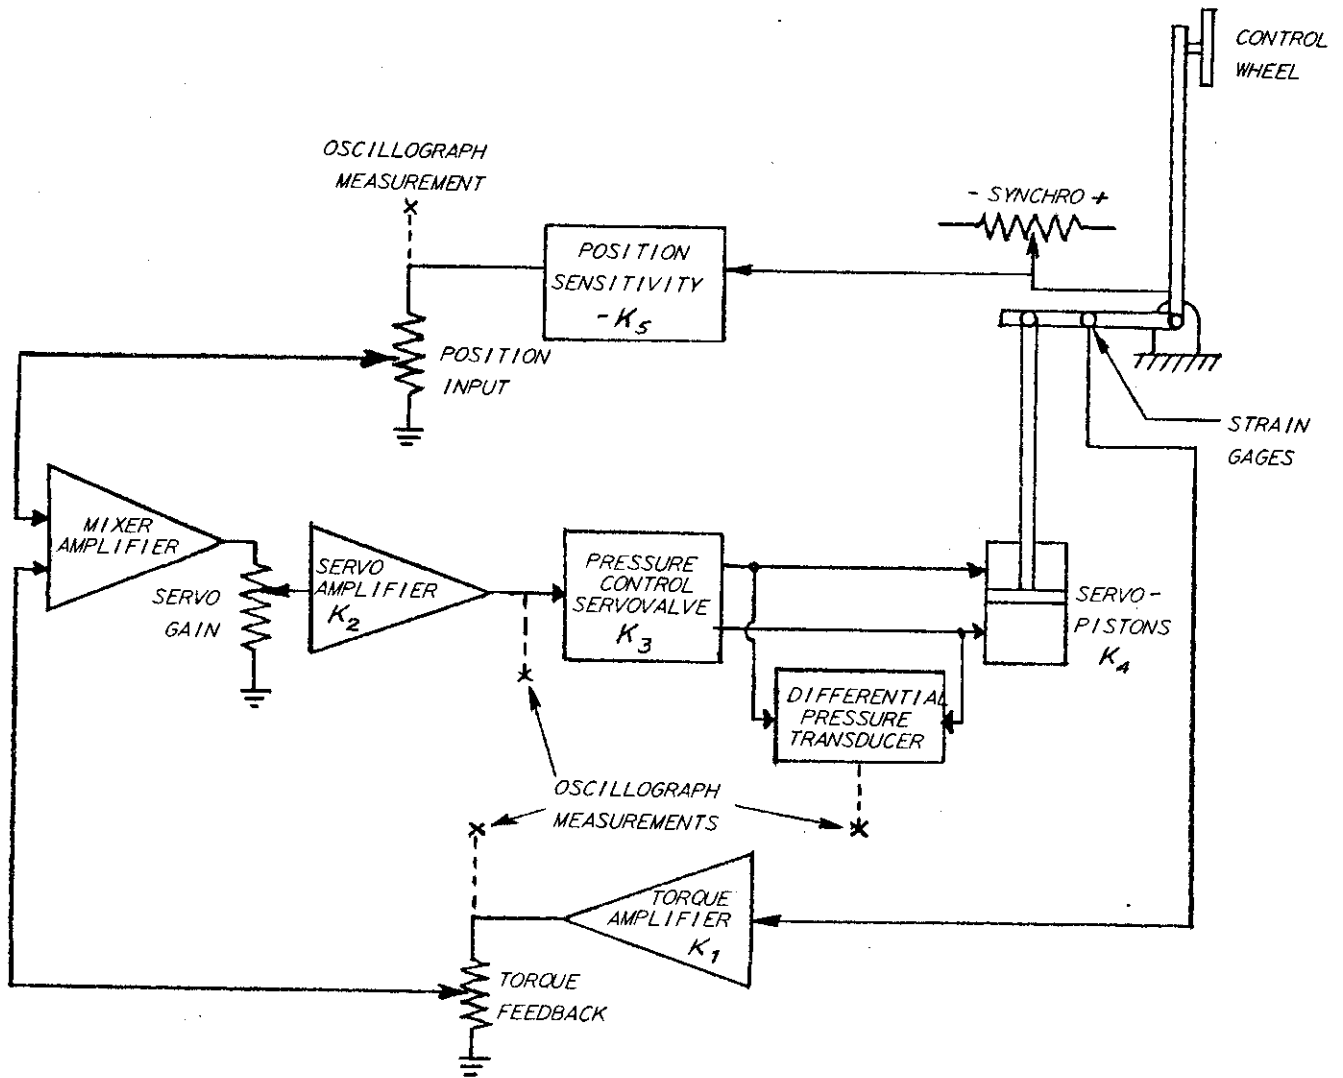 CONTROL
WHEEL
OSCILLOGRAPH
MEASUREMENT
- SYNCHRO +
POSITION
SENSITIVITY
-K5
POSITION
INPUT
STRAIN
GAGES
MIXER
AMPLIFIER
SERVO
AMPLIFIER
K2
SERVO
GAIN
PRESSURE
CONTROL
SERVOVALVE
K3
SERVO-
PISTONS
K4
DIFFERENTIAL
PRESSURE
TRANSDUCER
OSCILLOGRAPH
MEASUREMENTS
TORQUE
AMPLIFIER
K1
TORQUE
FEEDBACK